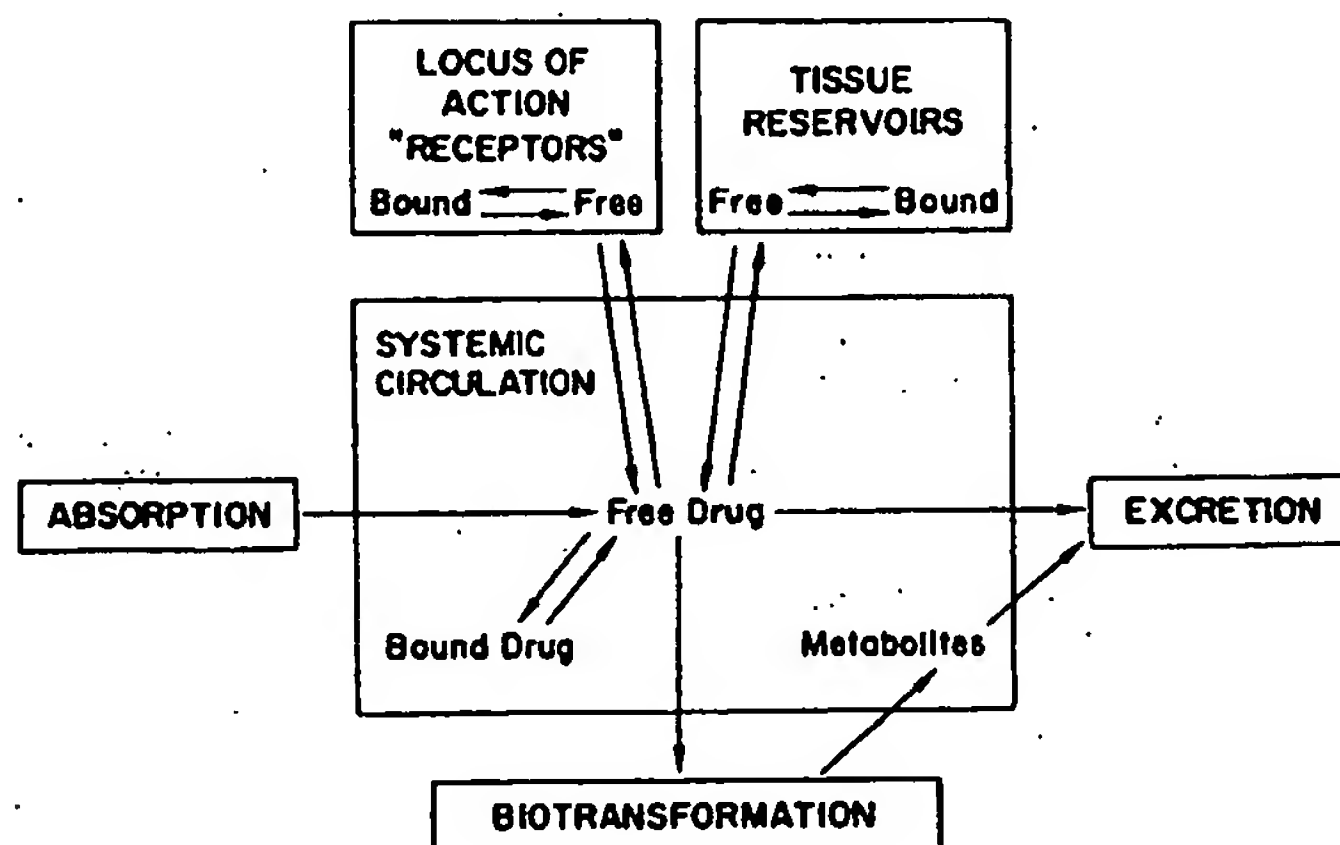 LOCUS OF
ACTION
"RECEPTORS"
Bound Free
TISSUE
RESERVOIRS
Free Bound
SYSTEMIC
CIRCULATION
ABSORPTION
Free Drug
EXCRETION
Bound Drug
Metabolites
BIOTRANSFORMATION